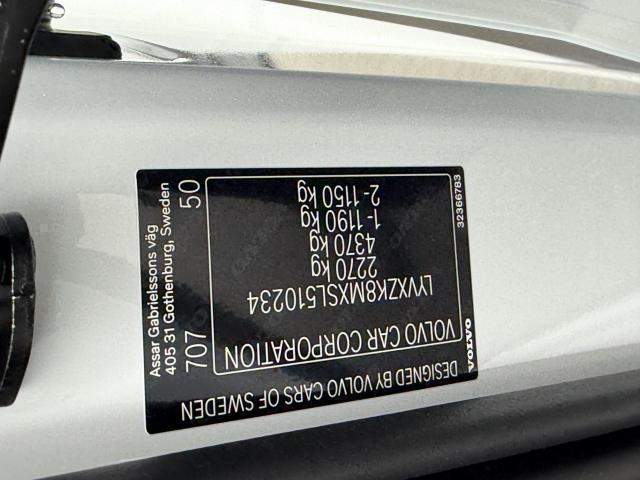 DESIGNED BY VOLVO CARS OF SWEDEN
VOLVO CAR CORPORATION
LYVXZK8MXSL510234
2270 kg
4370 kg
1-1190 kg
2-1150 kg
707 50
Assar Gabrielssons väg
405 31 Gothenburg, Sweden
VOLVO
32366783